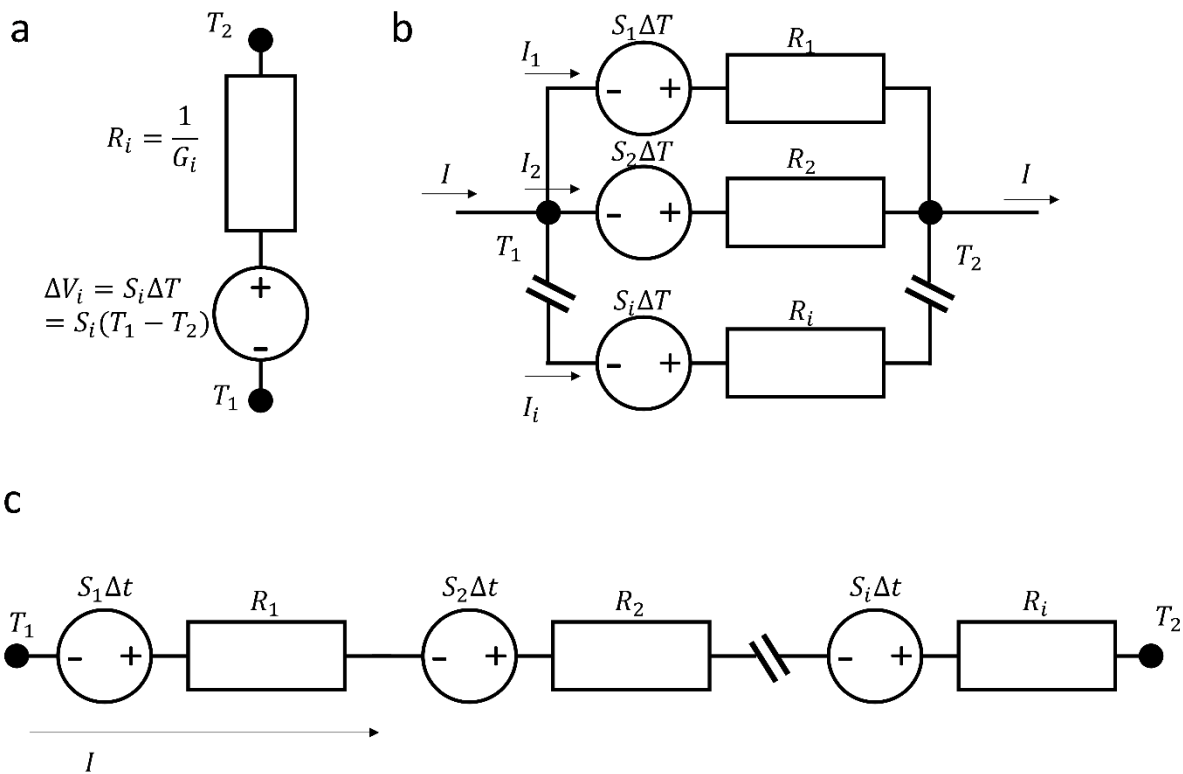 a
T₂
Rᵢ = 1/Gᵢ
ΔVᵢ = SᵢΔT
= Sᵢ(T₁ − T₂)
+
-
T₁
b
S₁ΔT
R₁
I₁
- +
S₂ΔT
R₂
I₂
I
I
- +
T₁
T₂
SᵢΔT
Rᵢ
- +
Iᵢ
c
S₁Δt
R₁
S₂Δt
R₂
SᵢΔt
Rᵢ
T₁
T₂
- +
- +
- +
I